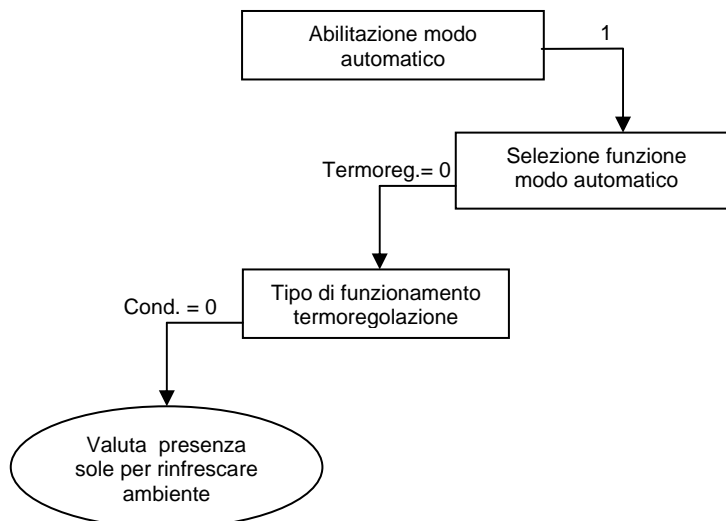 Abilitazione modo
automatico
1
Selezione funzione
modo automatico
Termoreg.= 0
Tipo di funzionamento
termoregolazione
Cond. = 0
Valuta presenza
sole per rinfrescare
ambiente